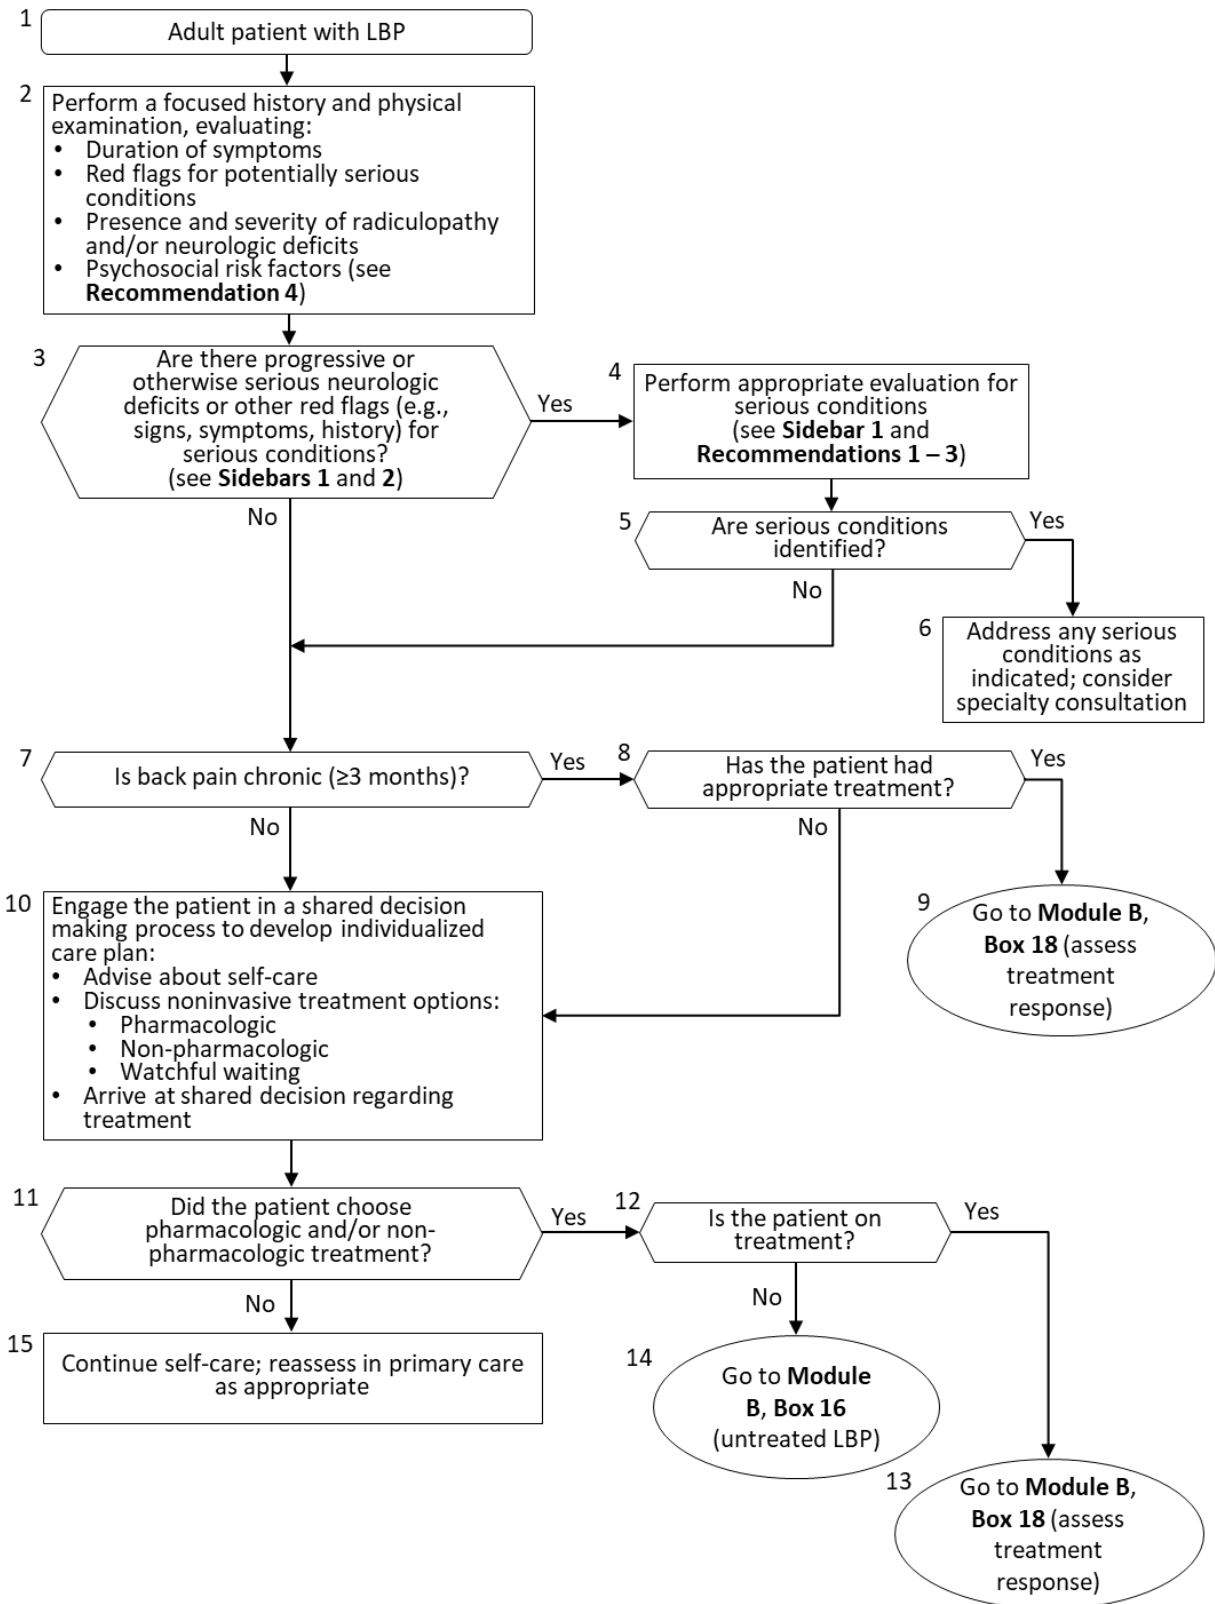 1
Adult patient with LBP
2
Perform a focused history and physical
examination, evaluating:
• Duration of symptoms
• Red flags for potentially serious
conditions
• Presence and severity of radiculopathy
and/or neurologic deficits
• Psychosocial risk factors (see
Recommendation 4)
3
Are there progressive or
otherwise serious neurologic
deficits or other red flags (e.g.,
signs, symptoms, history) for
serious conditions?
(see Sidebars 1 and 2)
Yes
No
4
Perform appropriate evaluation for
serious conditions
(see Sidebar 1 and
Recommendations 1 – 3)
5
Are serious conditions
identified?
Yes
No
6
Address any serious
conditions as
indicated; consider
specialty consultation
7
Is back pain chronic (≥3 months)?
Yes
No
8
Has the patient had
appropriate treatment?
Yes
No
9
Go to Module B,
Box 18 (assess
treatment
response)
10
Engage the patient in a shared decision
making process to develop individualized
care plan:
• Advise about self-care
• Discuss noninvasive treatment options:
• Pharmacologic
• Non-pharmacologic
• Watchful waiting
• Arrive at shared decision regarding
treatment
11
Did the patient choose
pharmacologic and/or non-
pharmacologic treatment?
Yes
No
12
Is the patient on
treatment?
Yes
No
15
Continue self-care; reassess in primary care
as appropriate
14
Go to Module
B, Box 16
(untreated LBP)
13
Go to Module B,
Box 18 (assess
treatment
response)